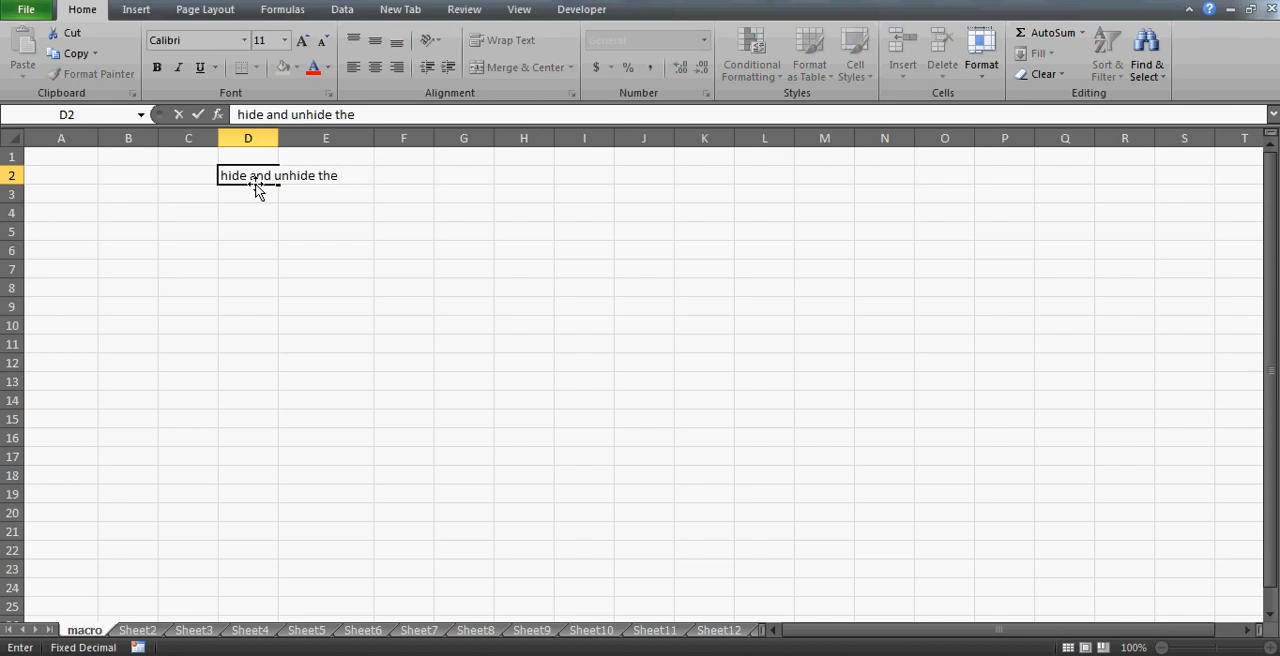 File Home Insert Page Layout Formulas Data New Tab Review View Developer
Paste Cut Copy Format Painter Clipboard
Calibri 11 A A B I U A Font
Wrap Text Merge & Center Alignment
General $ % , .00 .0 Number
Conditional Formatting Format as Table Cell Styles Styles
Insert Delete Format Cells
Σ AutoSum Fill Clear Sort & Filter Find & Select Editing
D2 fx hide and unhide the
A B C D E F G H I J K L M N O P Q R S T
1
2 hide and unhide the
3
4
5
6
7
8
9
10
11
12
13
14
15
16
17
18
19
20
21
22
23
24
25
macro Sheet2 Sheet3 Sheet4 Sheet5 Sheet6 Sheet7 Sheet8 Sheet9 Sheet10 Sheet11 Sheet12
Enter Fixed Decimal 100%